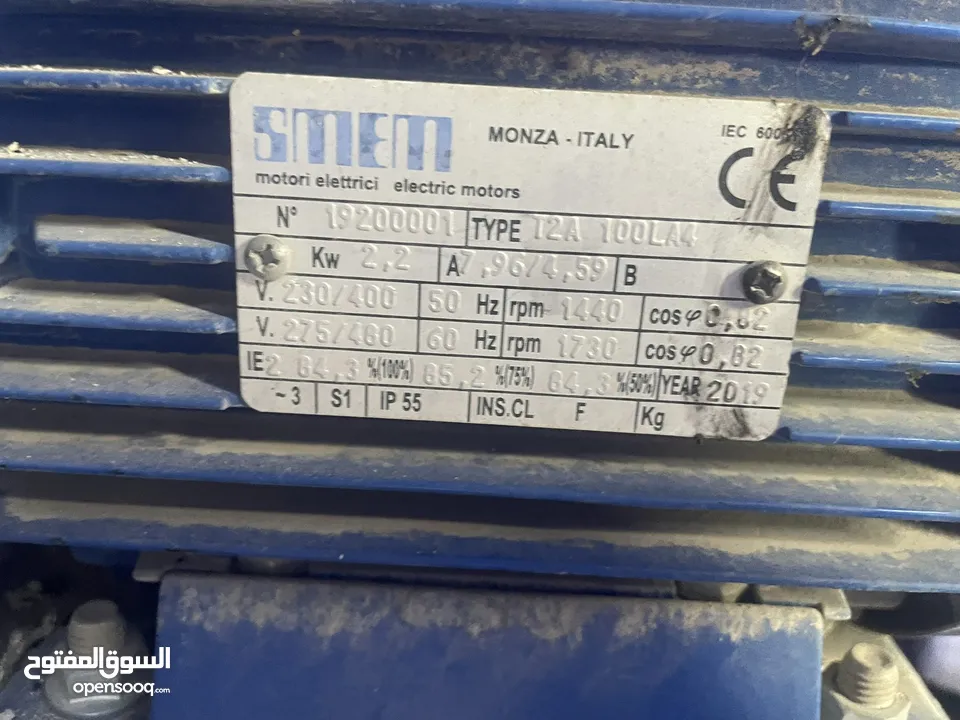 SMEM MONZA - ITALY IEC 600
motori elettrici electric motors CE
N° 19200001 TYPE T2A 100LA4
Kw 2,2 A 7,96/4,59 B
V. 230/400 50 Hz rpm 1440 cosφ 0,82
V. 275/480 60 Hz rpm 1730 cosφ 0,82
IE2 84,3 %(100%) 85,2 %(75%) 84,3 %(50%) YEAR 2019
~3 S1 IP 55 INS.CL F Kg
السوق المفتوح
opensooq.com